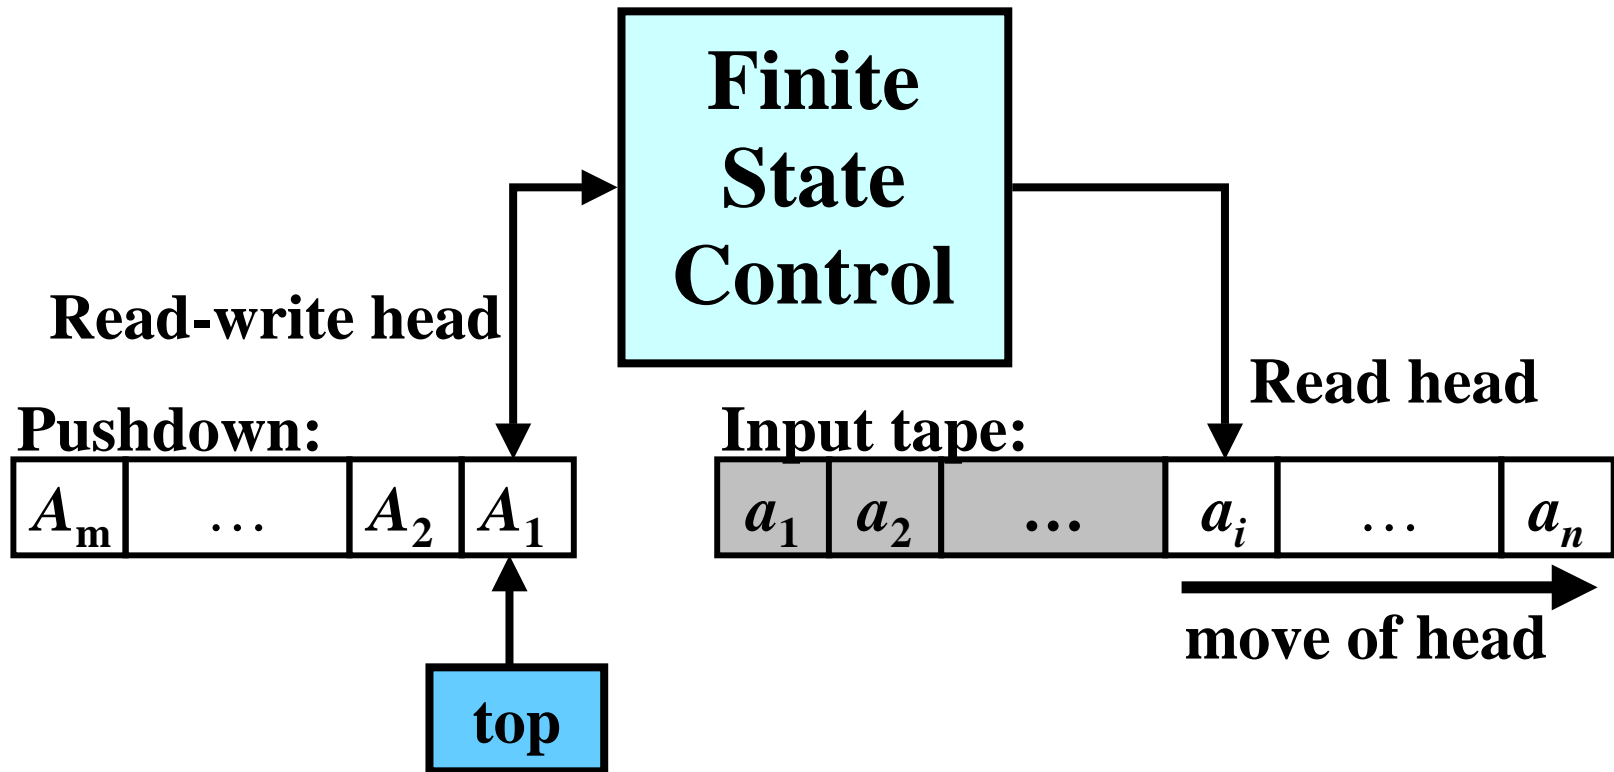 Finite
State
Control
Read-write head
Read head
Pushdown:
Input tape:
Aₘ … A₂ A₁
a₁ a₂ … aᵢ … aₙ
move of head
top